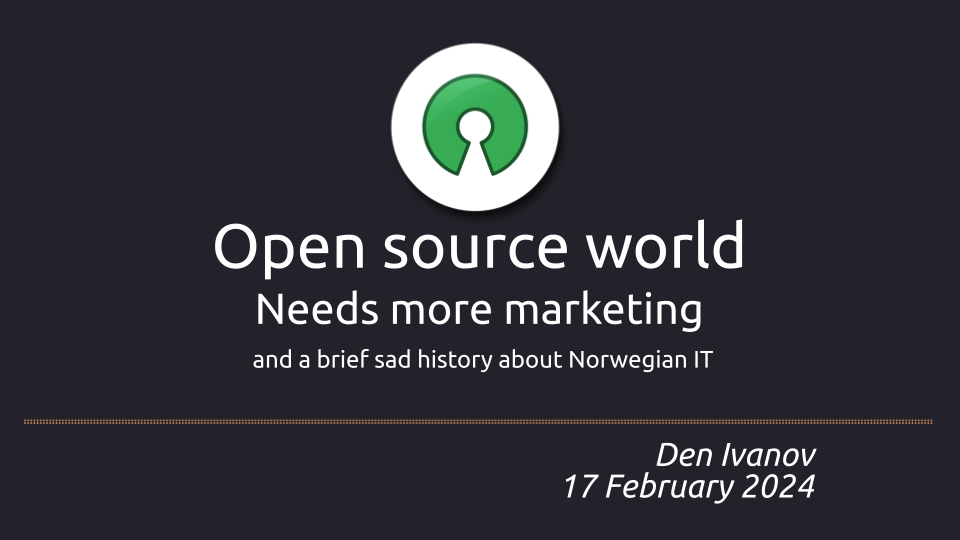 Open source world
Needs more marketing
and a brief sad history about Norwegian IT
Den Ivanov
17 February 2024